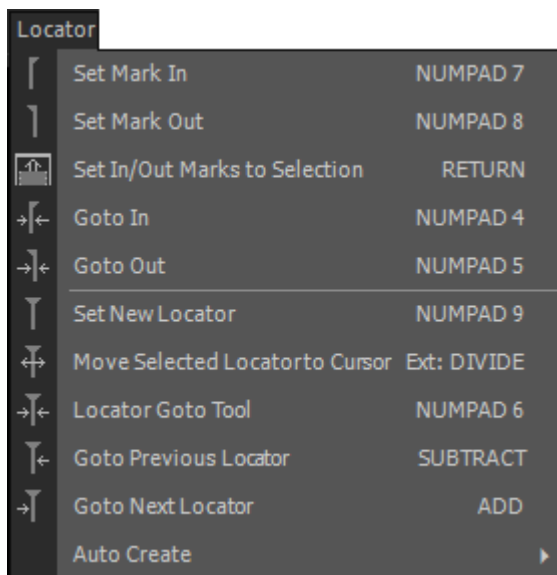 Locator
Set Mark In NUMPAD 7
Set Mark Out NUMPAD 8
Set In/Out Marks to Selection RETURN
Goto In NUMPAD 4
Goto Out NUMPAD 5
Set New Locator NUMPAD 9
Move Selected Locator to Cursor Ext: DIVIDE
Locator Goto Tool NUMPAD 6
Goto Previous Locator SUBTRACT
Goto Next Locator ADD
Auto Create